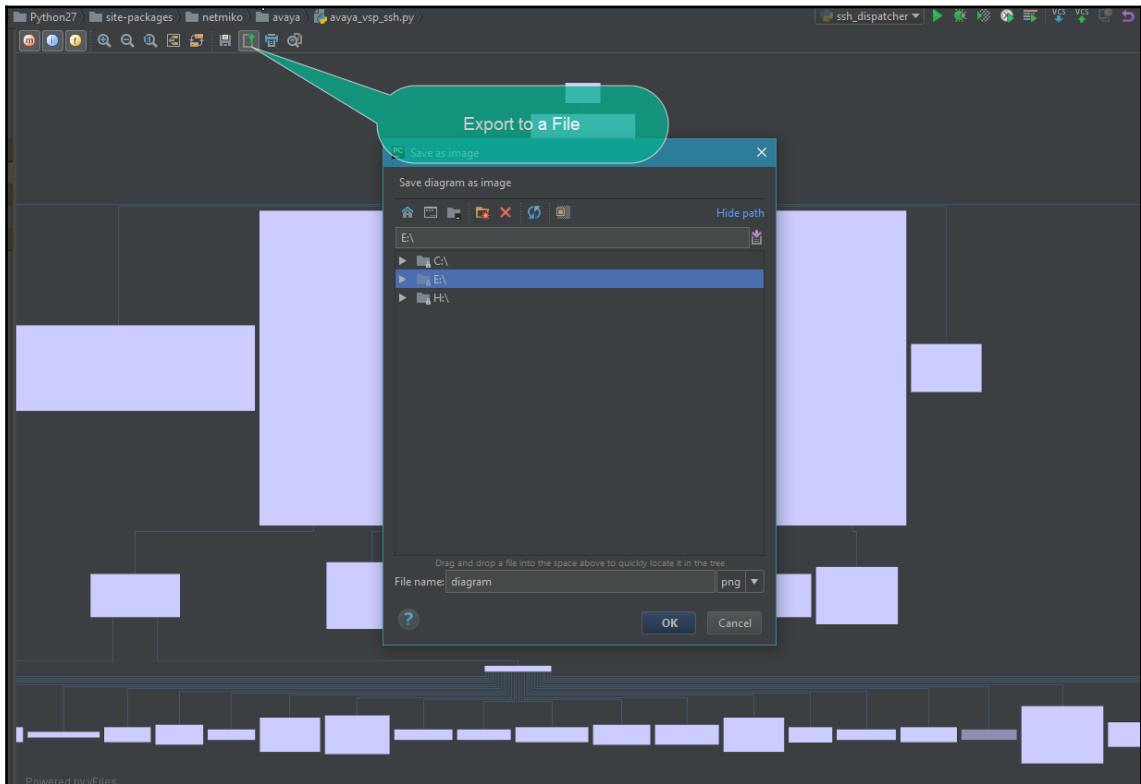 Python27 site-packages netmiko avaya avaya_vsp_ssh.py ssh_dispatcher VCS VCS
m i f
Export to a File
PC Save as image
Save diagram as image
Hide path
E:\
C:\
E:\
H:\
Drag and drop a file into the space above to quickly locate it in the tree
File name: diagram png
? OK Cancel
Powered by yFiles